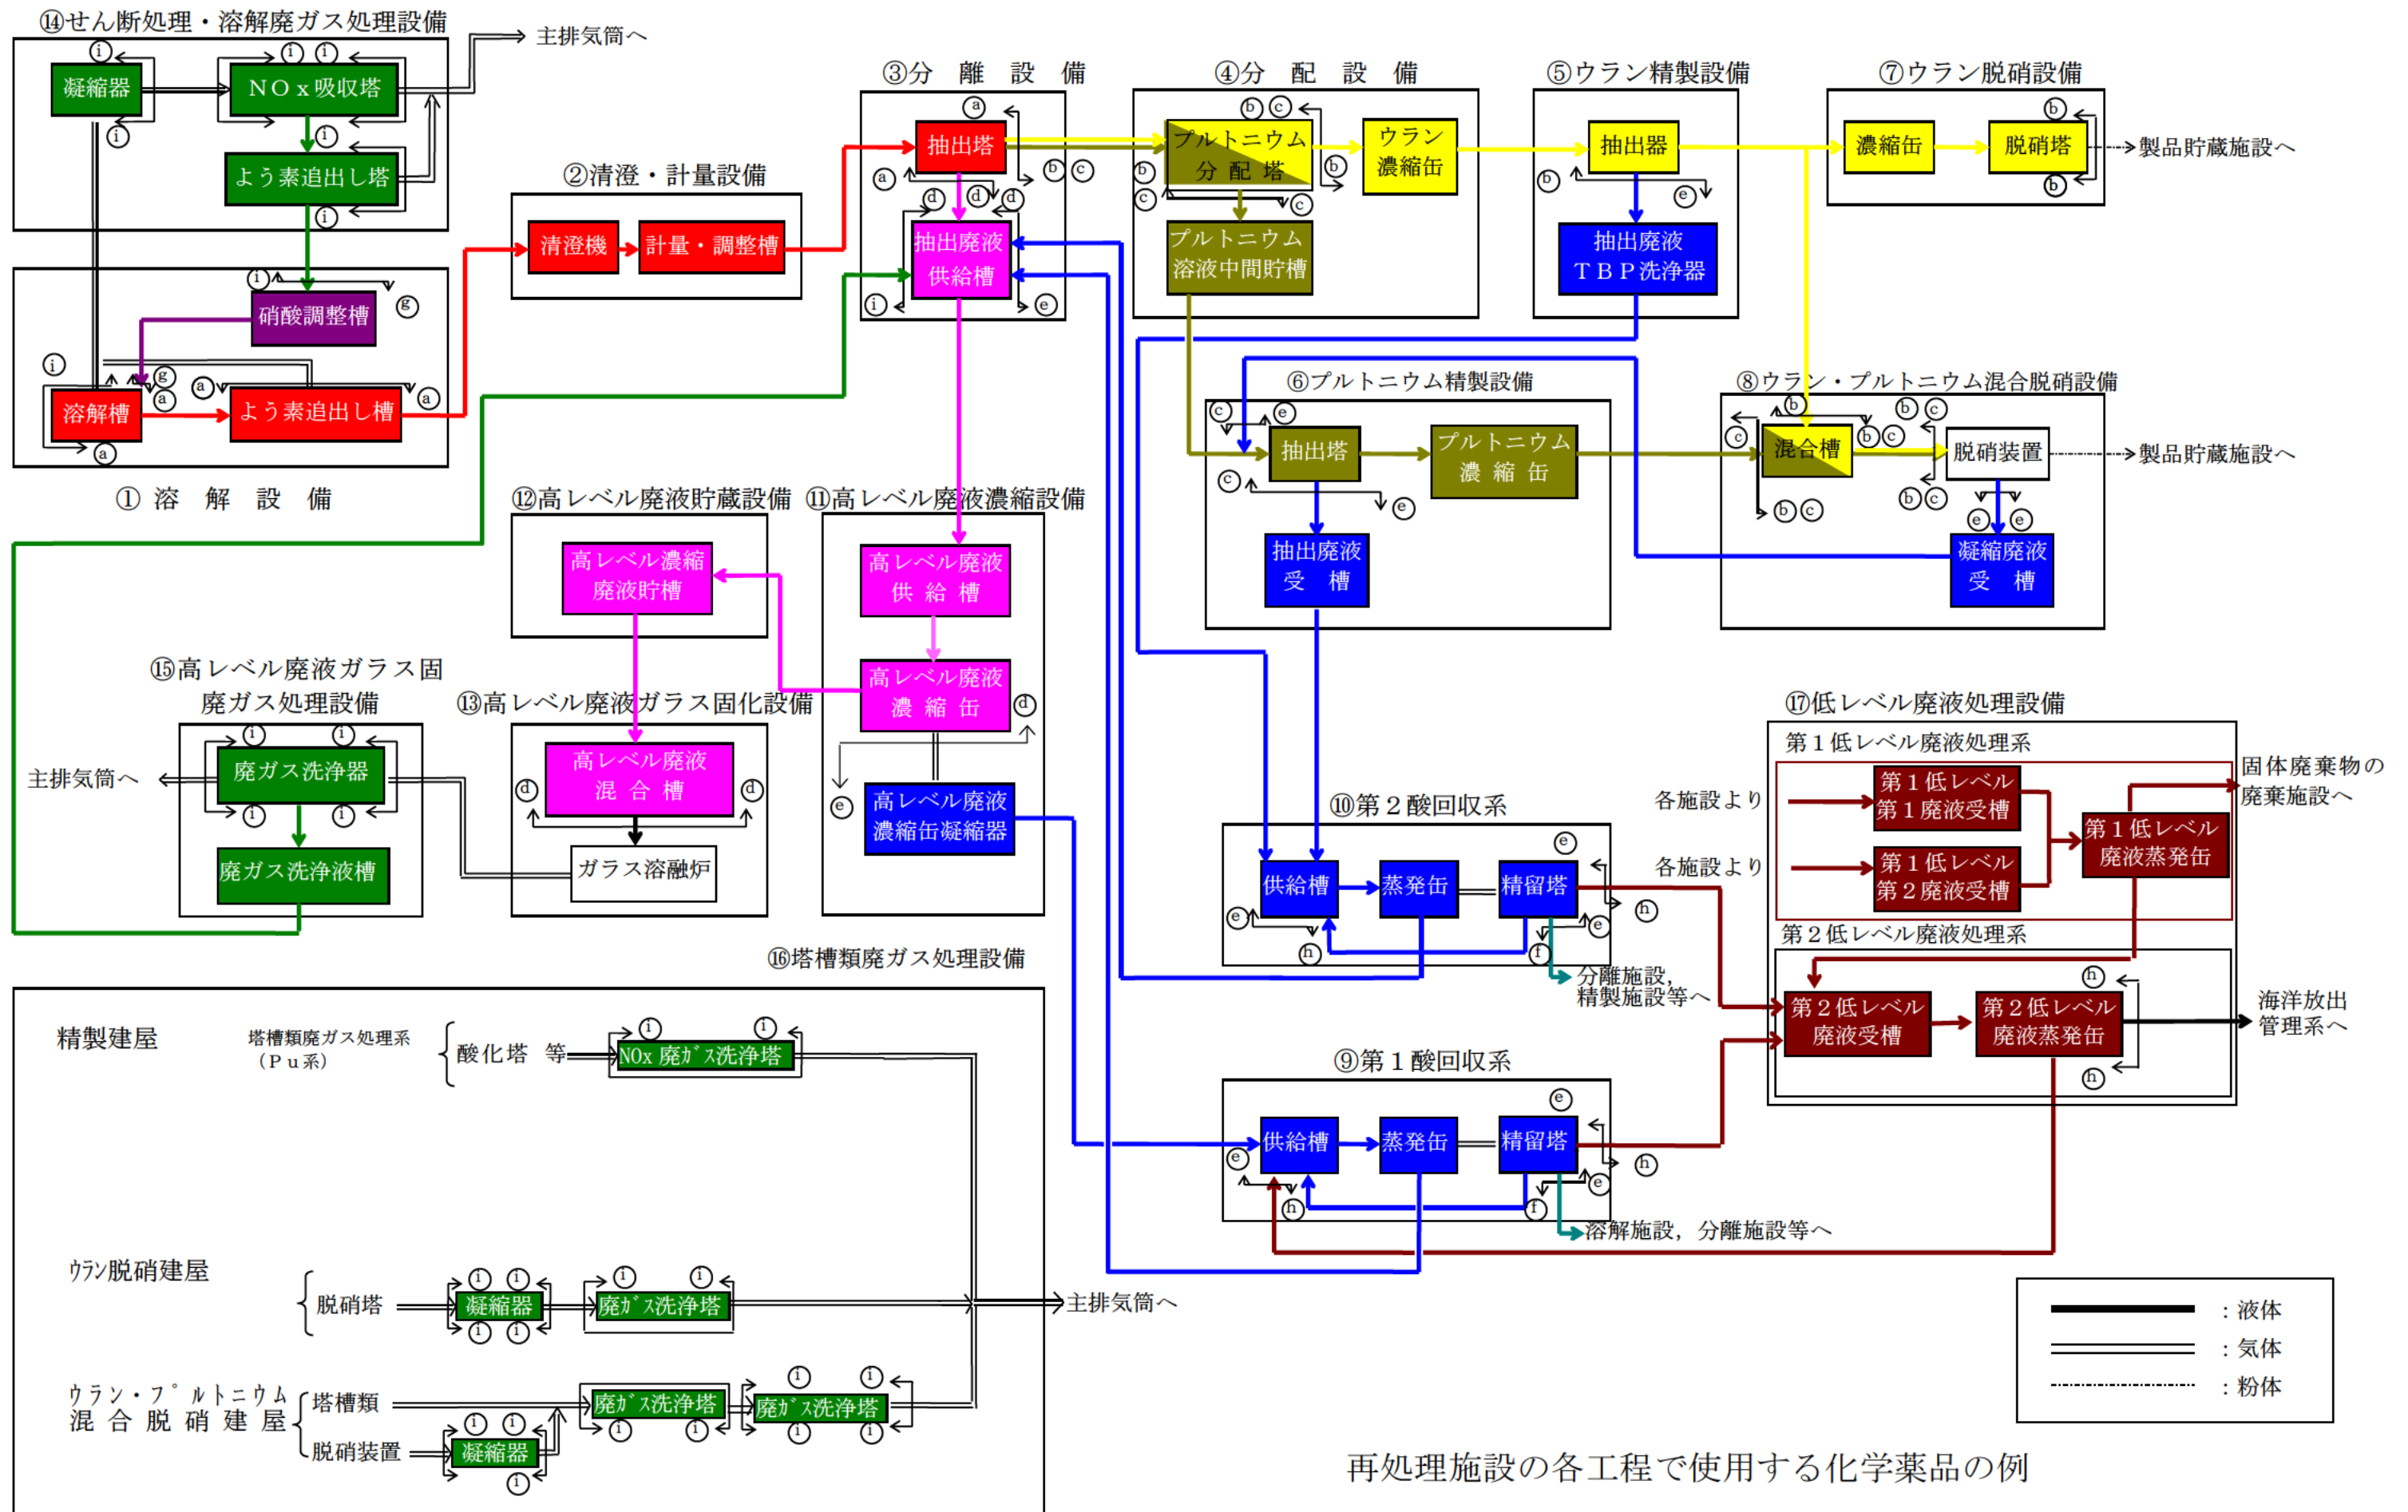 ⑭せん断処理・溶解廃ガス処理設備
主排気筒へ
i
i
i
凝縮器
NOx吸収塔
i
i
よう素追出し塔
i
i
硝酸調整槽
g
i
g
a
a
a
溶解槽
よう素追出し槽
a
①溶 解 設 備
②清澄・計量設備
清澄機
計量・調整槽
③分 離 設 備
a
抽出塔
b c
a
d
d
d
抽出廃液
供給槽
i
e
④分 配 設 備
b c
プルトニウム
分 配 塔
ウラン
濃縮缶
b
b
c
c
プルトニウム
溶液中間貯槽
⑤ウラン精製設備
抽出器
b
e
抽出廃液
TBP洗浄器
⑦ウラン脱硝設備
b
濃縮缶
脱硝塔
製品貯蔵施設へ
b
⑥プルトニウム精製設備
c
e
抽出塔
プルトニウム
濃 縮 缶
c
e
抽出廃液
受 槽
⑧ウラン・プルトニウム混合脱硝設備
b
b c
c
混合槽
b c
脱硝装置
製品貯蔵施設へ
b c
b c
e
e
凝縮廃液
受 槽
⑫高レベル廃液貯蔵設備
高レベル濃縮
廃液貯槽
⑪高レベル廃液濃縮設備
高レベル廃液
供 給 槽
高レベル廃液
濃 縮 缶
d
e
高レベル廃液
濃縮缶凝縮器
⑮高レベル廃液ガラス固
廃ガス処理設備
i
i
主排気筒へ
廃ガス洗浄器
i
i
廃ガス洗浄液槽
⑬高レベル廃液ガラス固化設備
高レベル廃液
混 合 槽
d
d
ガラス溶融炉
⑩第2酸回収系
e
供給槽
蒸発缶
精留塔
e
h
h
e
f
分離施設,
精製施設等へ
⑰低レベル廃液処理設備
第1低レベル廃液処理系
各施設より
第1低レベル
第1廃液受槽
固体廃棄物の
廃棄施設へ
各施設より
第1低レベル
第2廃液受槽
第1低レベル
廃液蒸発缶
第2低レベル廃液処理系
h
第2低レベル
廃液受槽
第2低レベル
廃液蒸発缶
海洋放出
管理系へ
h
⑨第1酸回収系
e
供給槽
蒸発缶
精留塔
e
h
h
e
f
溶解施設,分離施設等へ
⑯塔槽類廃ガス処理設備
精製建屋
塔槽類廃ガス処理系
(Pu系)
酸化塔 等
i
i
NOx 廃ガス洗浄塔
ウラン脱硝建屋
脱硝塔
i
i
凝縮器
i
i
i
i
廃ガス洗浄塔
主排気筒へ
ウラン・プルトニウム
混 合 脱 硝 建 屋
塔槽類
廃ガス洗浄塔
i
i
i
i
廃ガス洗浄塔
i
i
脱硝装置
i
i
凝縮器
i
:液体
:気体
:粉体
再処理施設の各工程で使用する化学薬品の例